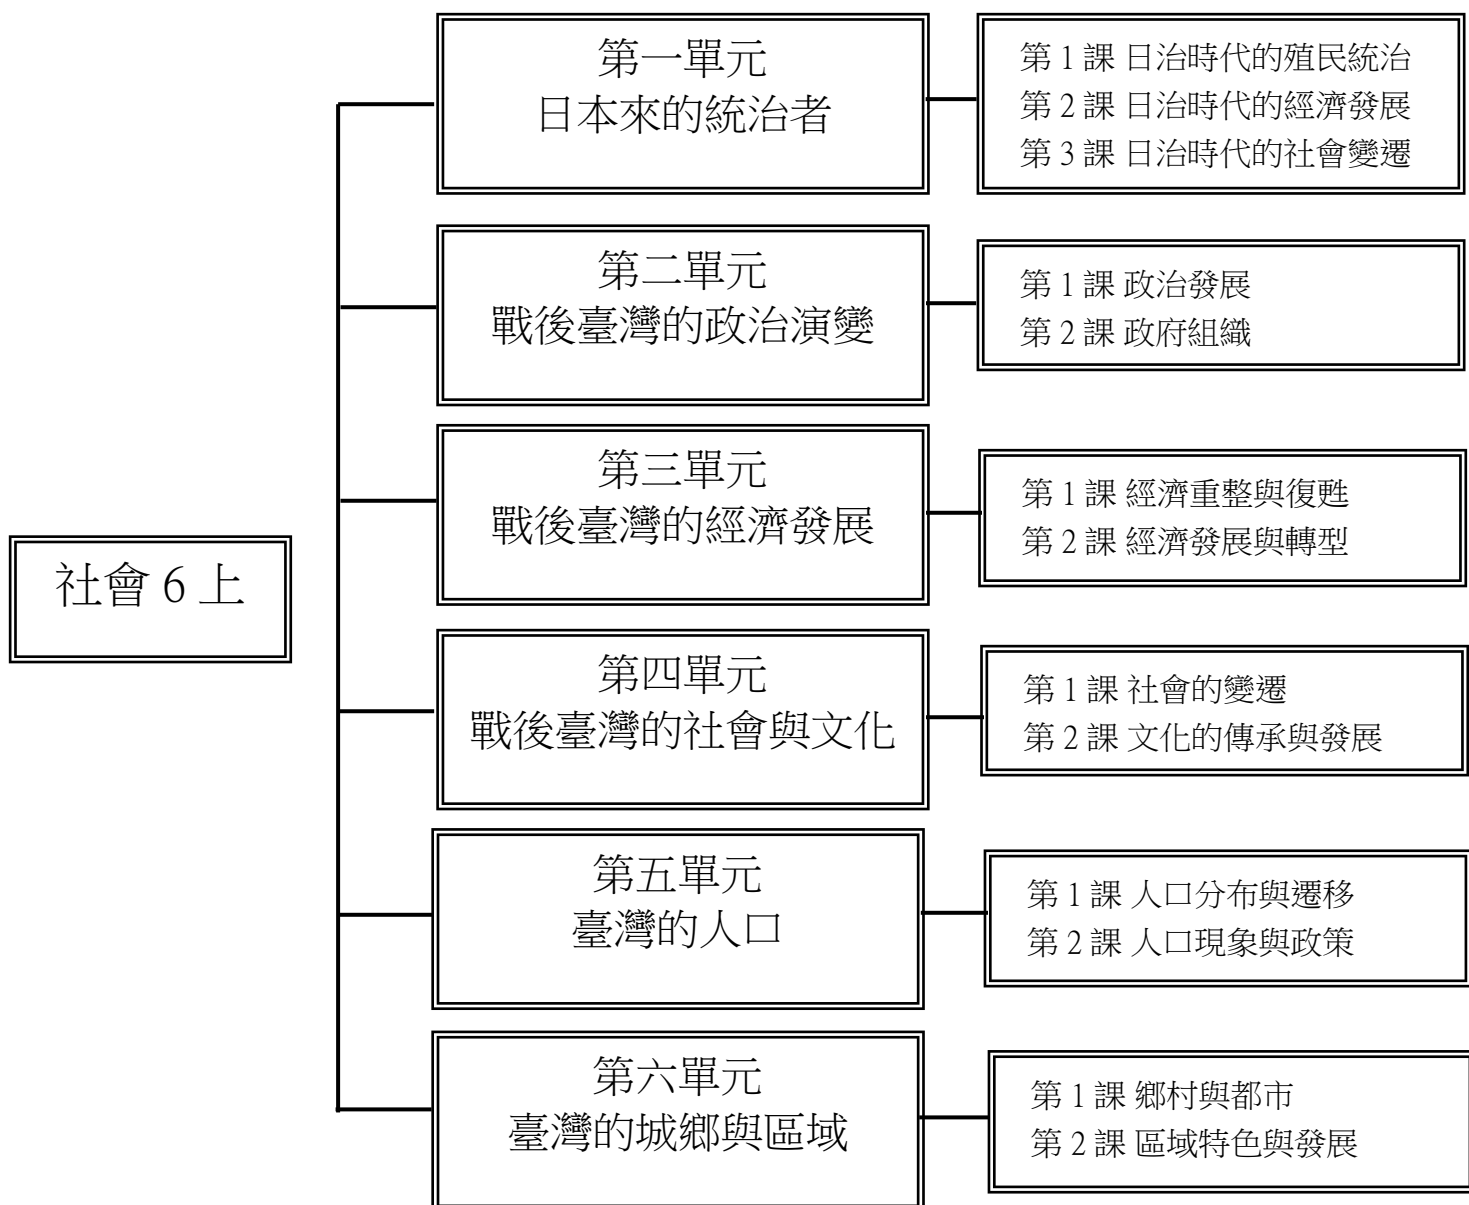 社會 6 上
第一單元
日本來的統治者
第 1 課 日治時代的殖民統治
第 2 課 日治時代的經濟發展
第 3 課 日治時代的社會變遷
第二單元
戰後臺灣的政治演變
第 1 課 政治發展
第 2 課 政府組織
第三單元
戰後臺灣的經濟發展
第 1 課 經濟重整與復甦
第 2 課 經濟發展與轉型
第四單元
戰後臺灣的社會與文化
第 1 課 社會的變遷
第 2 課 文化的傳承與發展
第五單元
臺灣的人口
第 1 課 人口分布與遷移
第 2 課 人口現象與政策
第六單元
臺灣的城鄉與區域
第 1 課 鄉村與都市
第 2 課 區域特色與發展